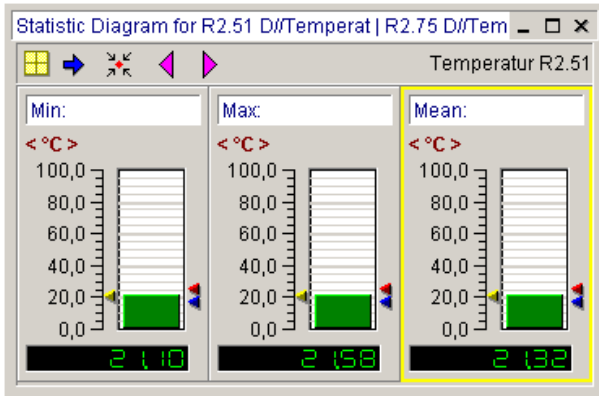 Statistic Diagram for R2.51 D//Temperat | R2.75 D//Tem
Temperatur R2.51
Min:
<°C>
100,0
80,0
60,0
40,0
20,0
0,0
21,10
Max:
<°C>
100,0
80,0
60,0
40,0
20,0
0,0
21,58
Mean:
<°C>
100,0
80,0
60,0
40,0
20,0
0,0
21,32